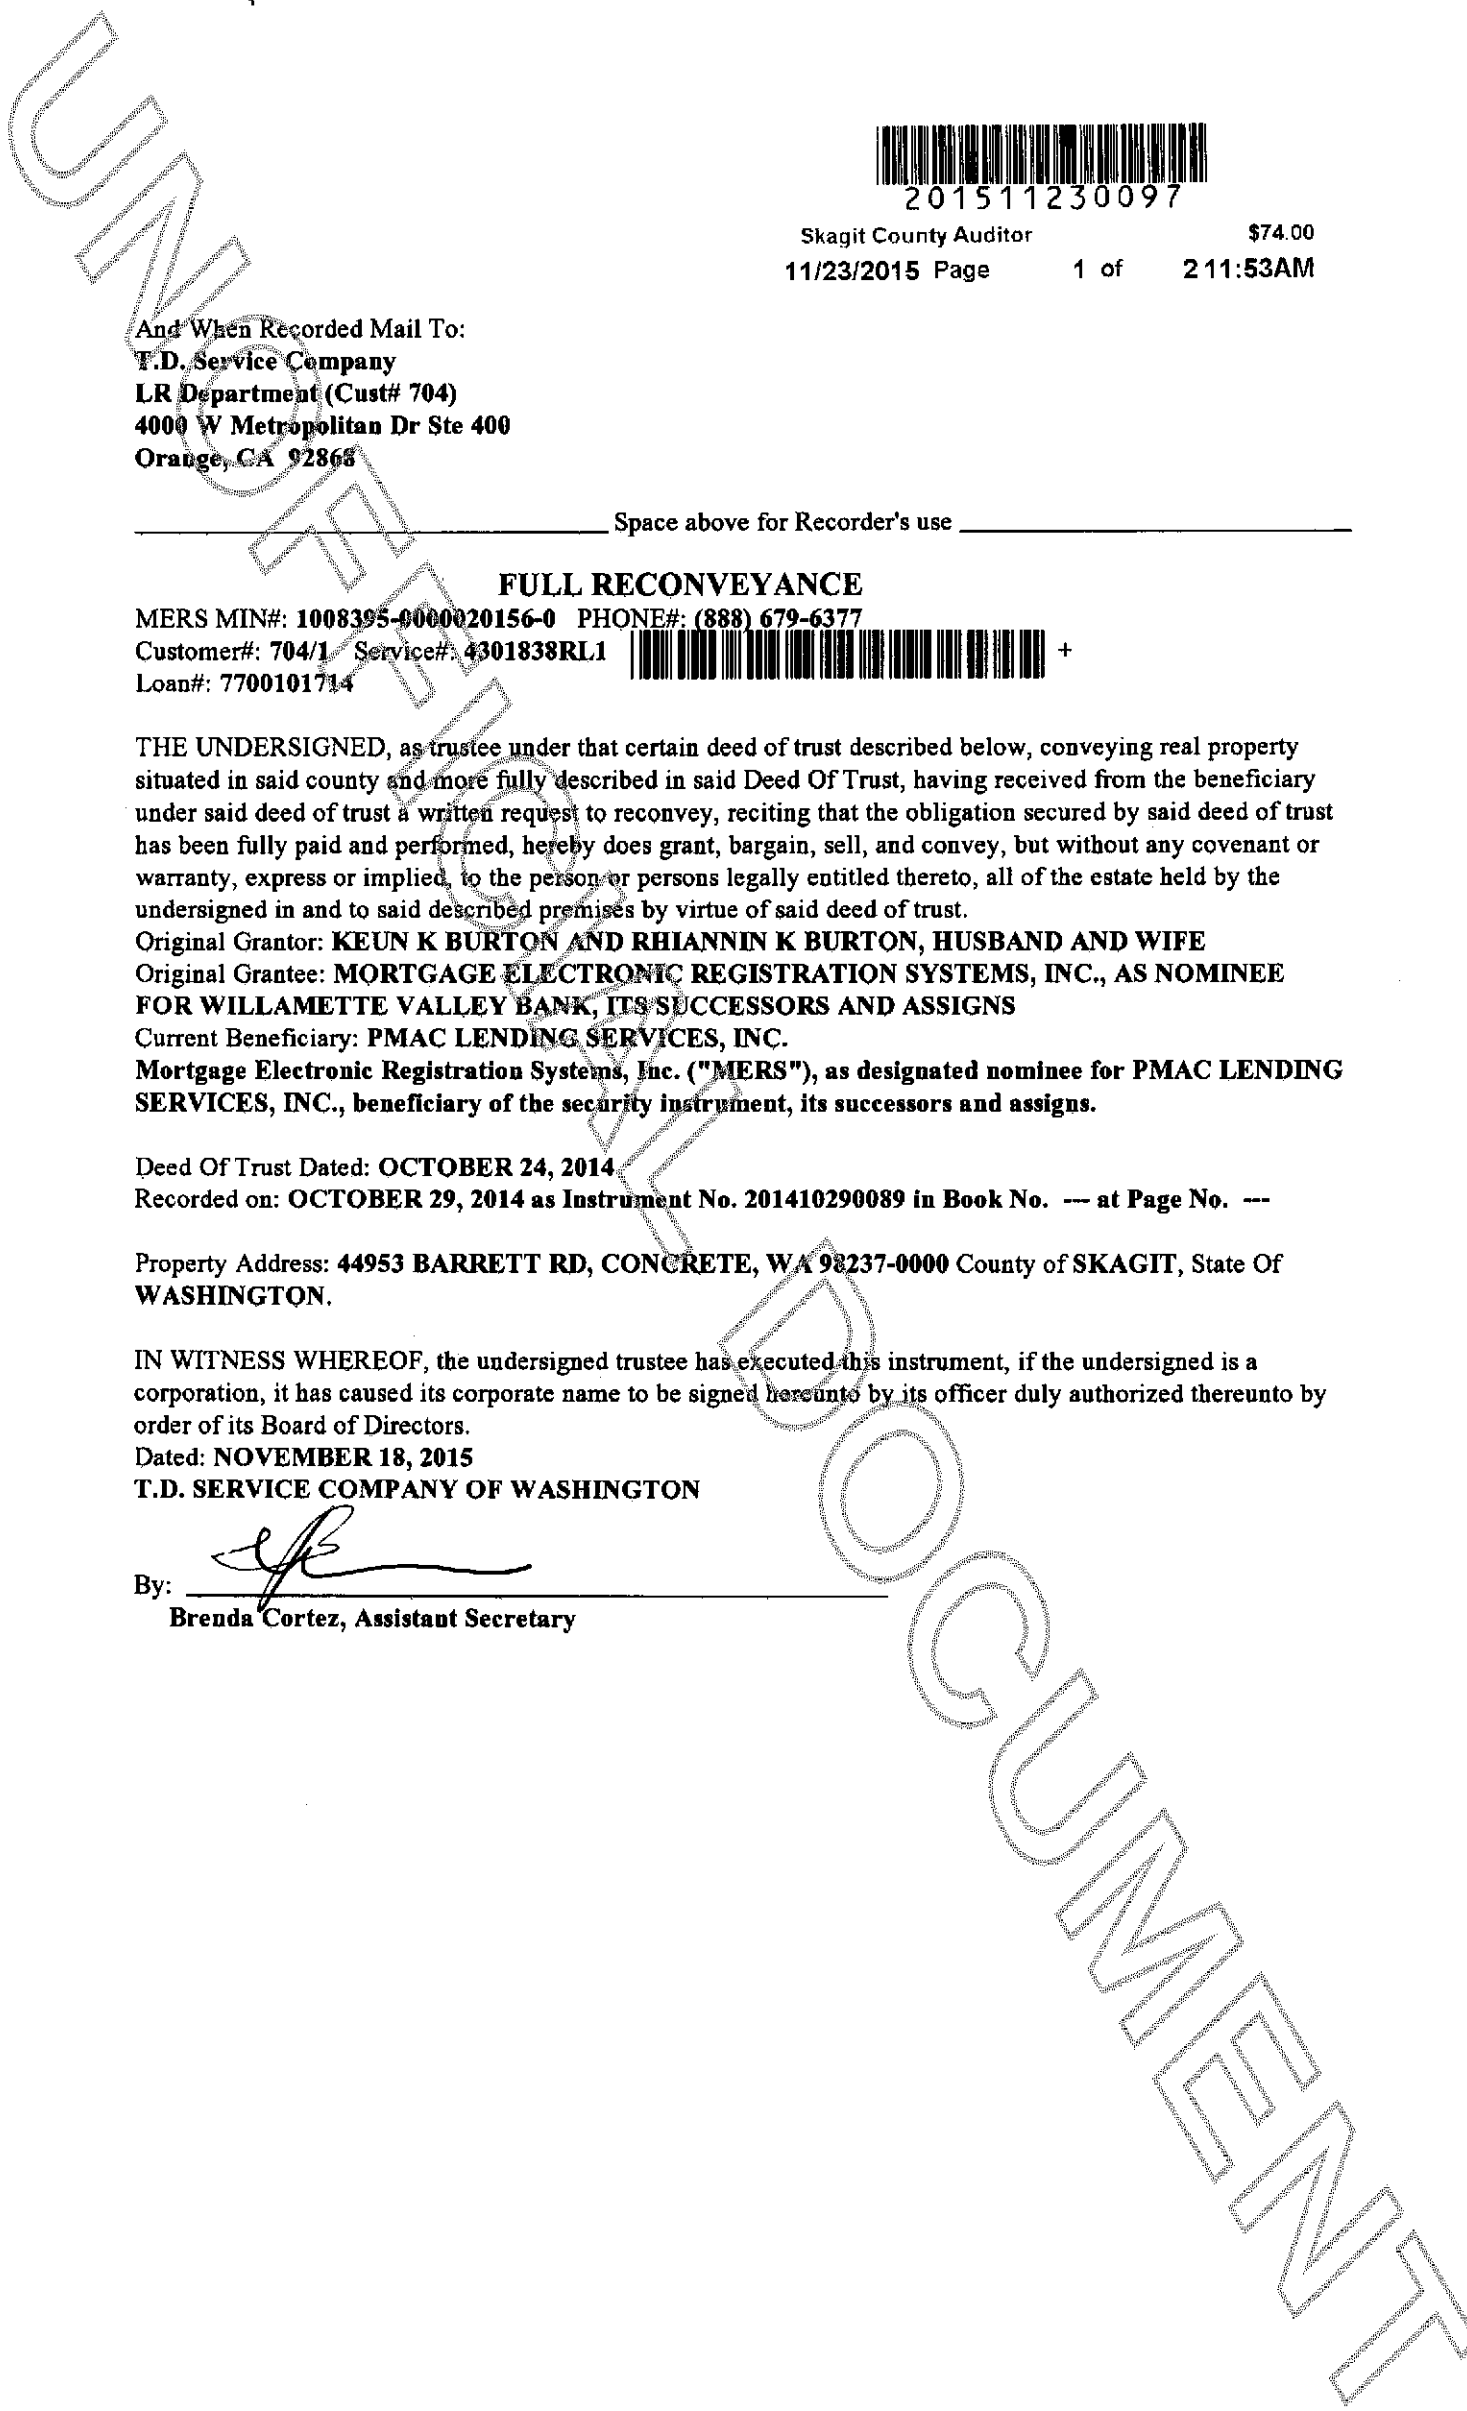 201511230097
Skagit County Auditor $74.00
11/23/2015 Page 1 of 2 11:53AM
And When Recorded Mail To:
T.D. Service Company
LR Department (Cust# 704)
4000 W Metropolitan Dr Ste 400
Orange, CA 92868
Space above for Recorder's use
FULL RECONVEYANCE
MERS MIN#: 1008395-0000020156-0 PHONE#: (888) 679-6377
Customer#: 704/1 Service#: 4301838RL1 +
Loan#: 7700101714
THE UNDERSIGNED, as trustee under that certain deed of trust described below, conveying real property
situated in said county and more fully described in said Deed Of Trust, having received from the beneficiary
under said deed of trust a written request to reconvey, reciting that the obligation secured by said deed of trust
has been fully paid and performed, hereby does grant, bargain, sell, and convey, but without any covenant or
warranty, express or implied, to the person or persons legally entitled thereto, all of the estate held by the
undersigned in and to said described premises by virtue of said deed of trust.
Original Grantor: KEUN K BURTON AND RHIANNIN K BURTON, HUSBAND AND WIFE
Original Grantee: MORTGAGE ELECTRONIC REGISTRATION SYSTEMS, INC., AS NOMINEE
FOR WILLAMETTE VALLEY BANK, ITS SUCCESSORS AND ASSIGNS
Current Beneficiary: PMAC LENDING SERVICES, INC.
Mortgage Electronic Registration Systems, Inc. ("MERS"), as designated nominee for PMAC LENDING
SERVICES, INC., beneficiary of the security instrument, its successors and assigns.
Deed Of Trust Dated: OCTOBER 24, 2014
Recorded on: OCTOBER 29, 2014 as Instrument No. 201410290089 in Book No. --- at Page No. ---
Property Address: 44953 BARRETT RD, CONCRETE, WA 98237-0000 County of SKAGIT, State Of
WASHINGTON.
IN WITNESS WHEREOF, the undersigned trustee has executed this instrument, if the undersigned is a
corporation, it has caused its corporate name to be signed hereunto by its officer duly authorized thereunto by
order of its Board of Directors.
Dated: NOVEMBER 18, 2015
T.D. SERVICE COMPANY OF WASHINGTON
By:
Brenda Cortez, Assistant Secretary
UNOFFICIAL DOCUMENT